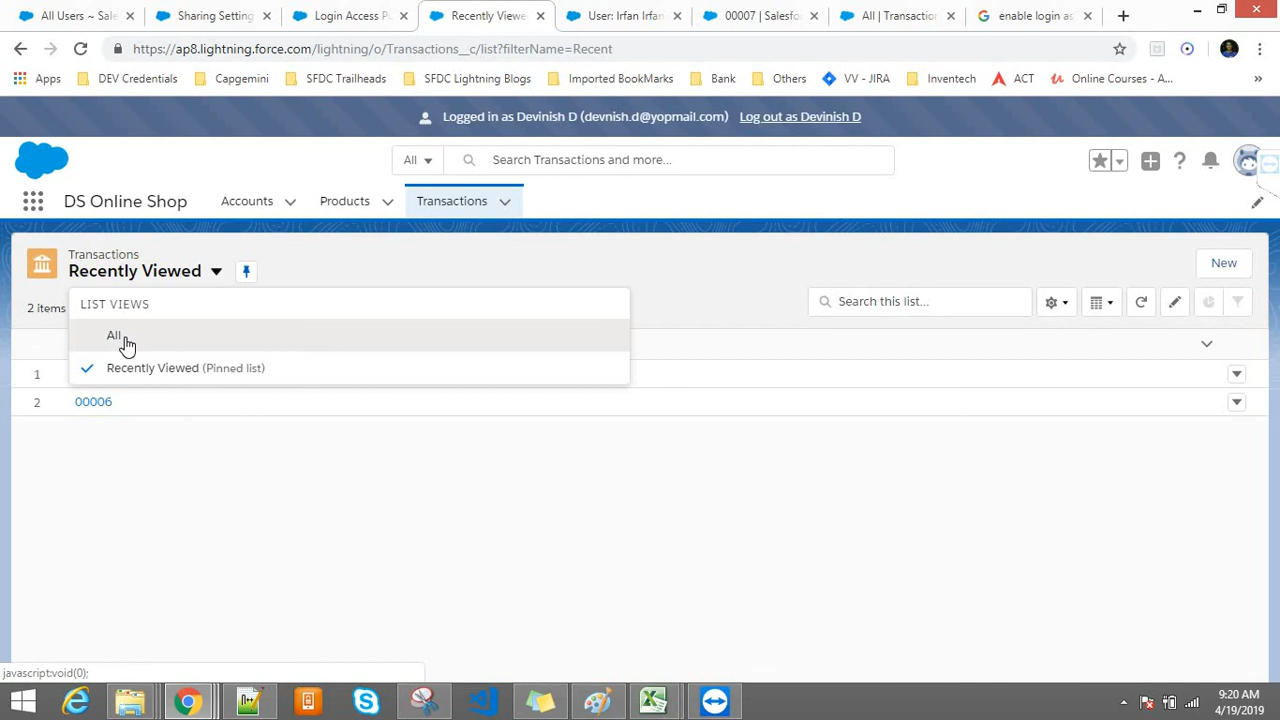 All Users ~ Sale
Sharing Setting
Login Access Po
Recently Viewe
User: Irfan Irfan
00007 | Salesfor
All | Transaction
enable login as
https://ap8.lightning.force.com/lightning/o/Transactions__c/list?filterName=Recent
Apps
DEV Credentials
Capgemini
SFDC Trailheads
SFDC Lightning Blogs
Imported BookMarks
Bank
Others
VV - JIRA
Inventech
ACT
Online Courses - A...
Logged in as Devinish D (devnish.d@yopmail.com) Log out as Devinish D
All
Search Transactions and more...
DS Online Shop
Accounts
Products
Transactions
Transactions
Recently Viewed
New
2 items
Search this list...
LIST VIEWS
All
Recently Viewed (Pinned list)
1
2
00006
javascript:void(0);
9:20 AM
4/19/2019